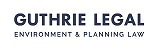 GUTHRIE LEGAL
ENVIRONMENT & PLANNING LAW